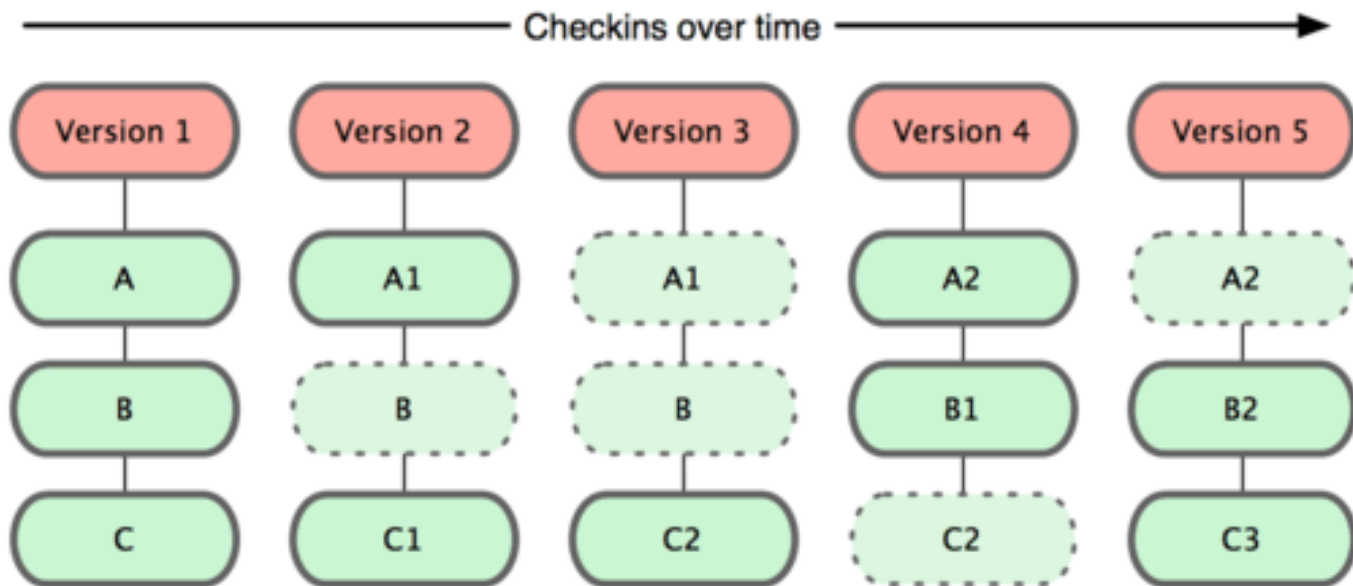 Checkins over time
Version 1 Version 2 Version 3 Version 4 Version 5
A A1 A1 A2 A2
B B B B1 B2
C C1 C2 C2 C3